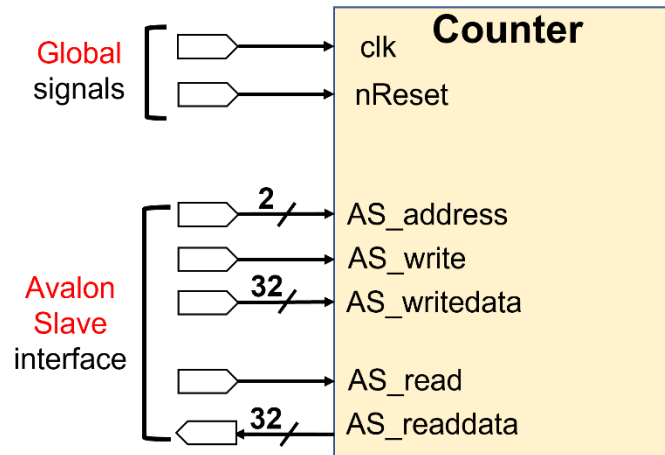 Counter
Global
signals
clk
nReset
2
AS_address
AS_write
32
AS_writedata
Avalon
Slave
interface
AS_read
32
AS_readdata